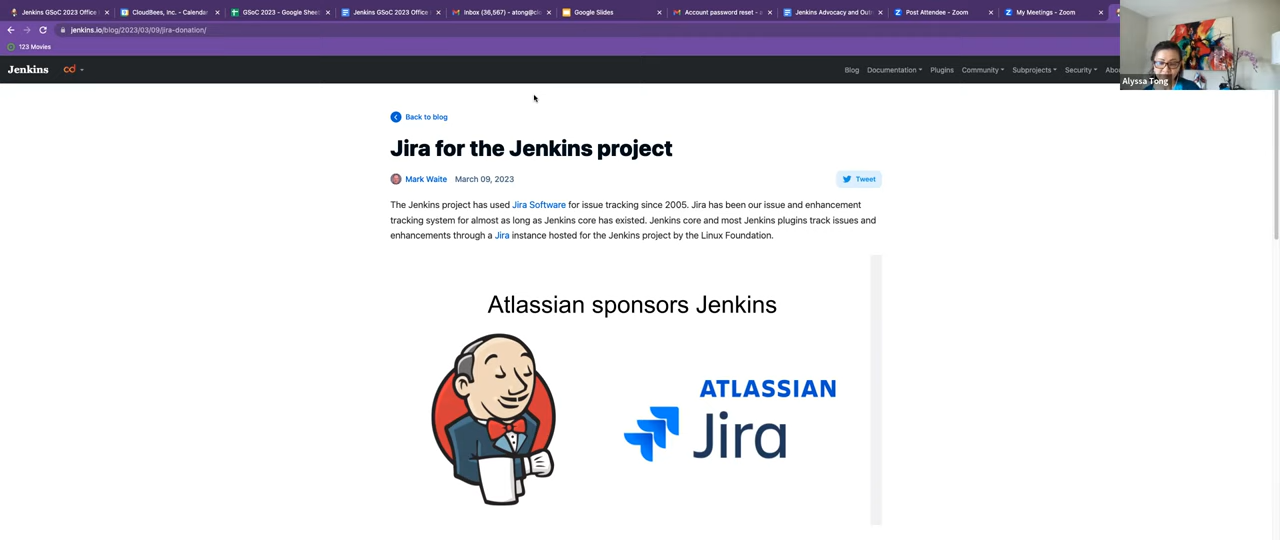 Jenkins GSoC 2023 Office H
CloudBees, Inc. - Calendar
GSoC 2023 - Google Sheet
Jenkins GSoC 2023 Office
Inbox (36,567) - atong@clo
Google Slides
Account password reset - a
Jenkins Advocacy and Outr
Post Attendee - Zoom
My Meetings - Zoom
jenkins.io/blog/2023/03/09/jira-donation/
123 Movies
Jenkins
cd
Blog Documentation Plugins Community Subprojects Security Abou
Alyssa Tong
Back to blog
Jira for the Jenkins project
Mark Waite March 09, 2023
Tweet
The Jenkins project has used Jira Software for issue tracking since 2005. Jira has been our issue and enhancement
tracking system for almost as long as Jenkins core has existed. Jenkins core and most Jenkins plugins track issues and
enhancements through a Jira instance hosted for the Jenkins project by the Linux Foundation.
Atlassian sponsors Jenkins
ATLASSIAN
Jira